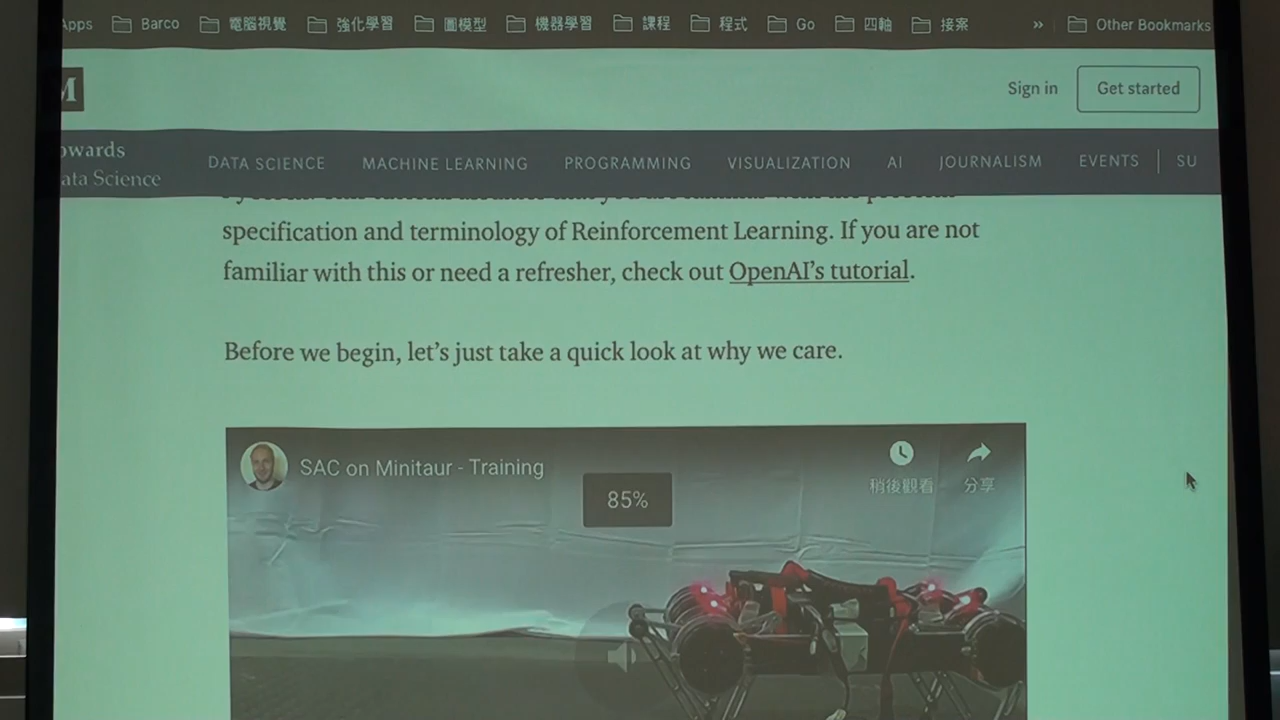 Apps Barco 電腦視覺 強化學習 圖模型 機器學習 課程 程式 Go 四軸 接案 » Other Bookmarks
M
Sign in Get started
owards
ata Science
DATA SCIENCE MACHINE LEARNING PROGRAMMING VISUALIZATION AI JOURNALISM EVENTS SU
specification and terminology of Reinforcement Learning. If you are not
familiar with this or need a refresher, check out OpenAI’s tutorial.
Before we begin, let’s just take a quick look at why we care.
SAC on Minitaur - Training
稍後觀看 分享
85%